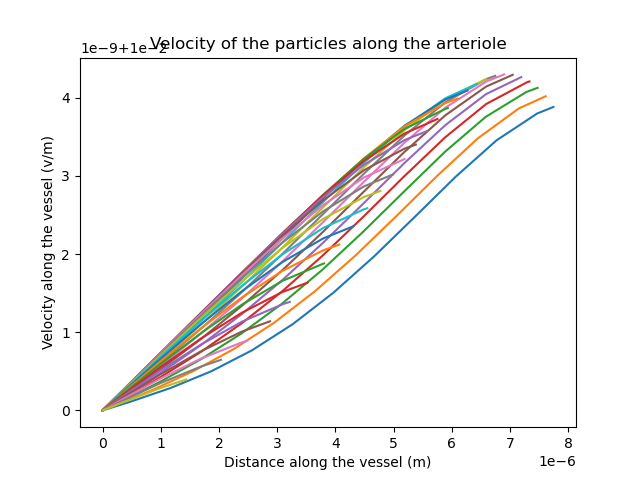 Velocity of the particles along the arteriole
1e−9+1e−2
4
3
2
1
0
Velocity along the vessel (v/m)
0 1 2 3 4 5 6 7 8
1e−6
Distance along the vessel (m)